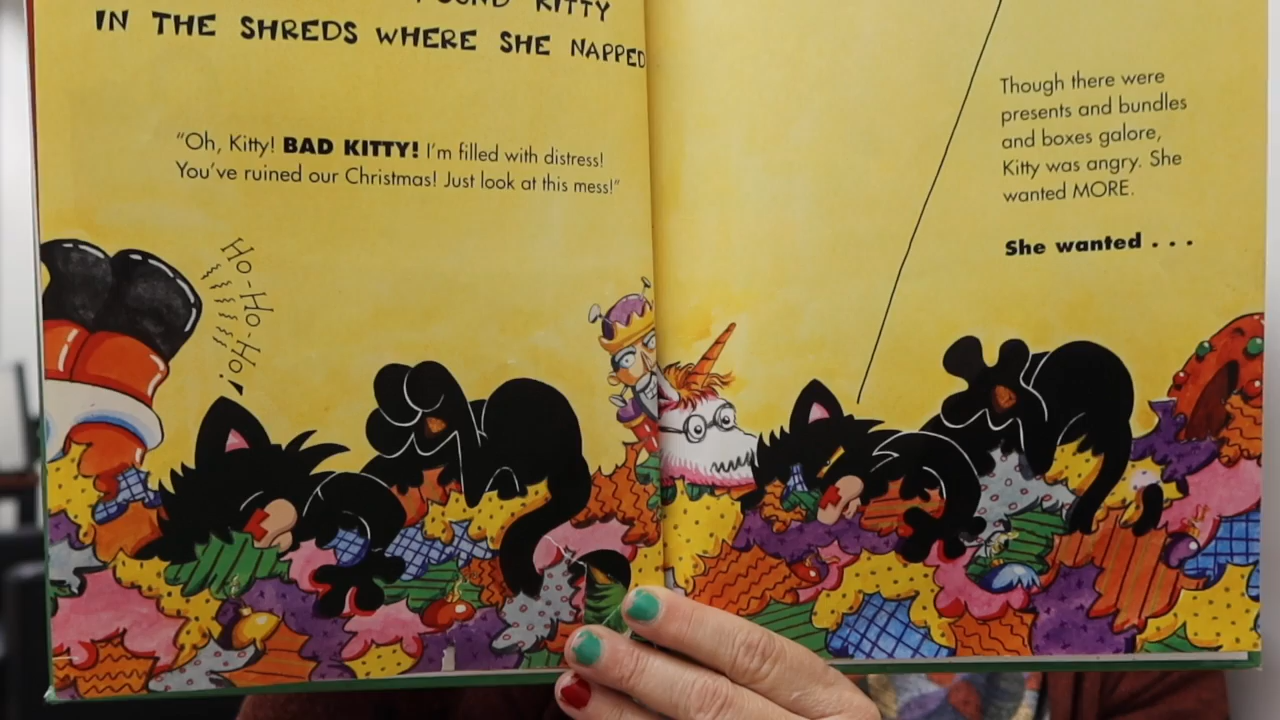 KITTY
IN THE SHREDS WHERE SHE NAPPED
"Oh, Kitty! BAD KITTY! I'm filled with distress!
You've ruined our Christmas! Just look at this mess!"
Ho-Ho-Ho!
Though there were
presents and bundles
and boxes galore,
Kitty was angry. She
wanted MORE.
She wanted . . .